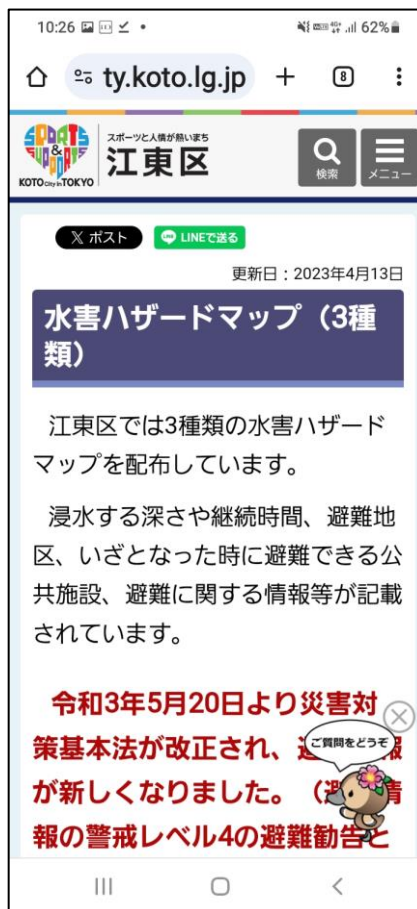 10:26
62%
ty.koto.lg.jp
8
SPORTS
&
SUPPORTS
KOTO City in TOKYO
スポーツと人情が熱いまち
江東区
検索
メニュー
X ポスト
LINEで送る
更新日：2023年4月13日
水害ハザードマップ（3種
類）
江東区では3種類の水害ハザード
マップを配布しています。
浸水する深さや継続時間、避難地
区、いざとなった時に避難できる公
共施設、避難に関する情報等が記載
されています。
令和3年5月20日より災害対
策基本法が改正され、
が新しくなりました。（
報の警戒レベル4の避難勧告と
ご質問をどうぞ